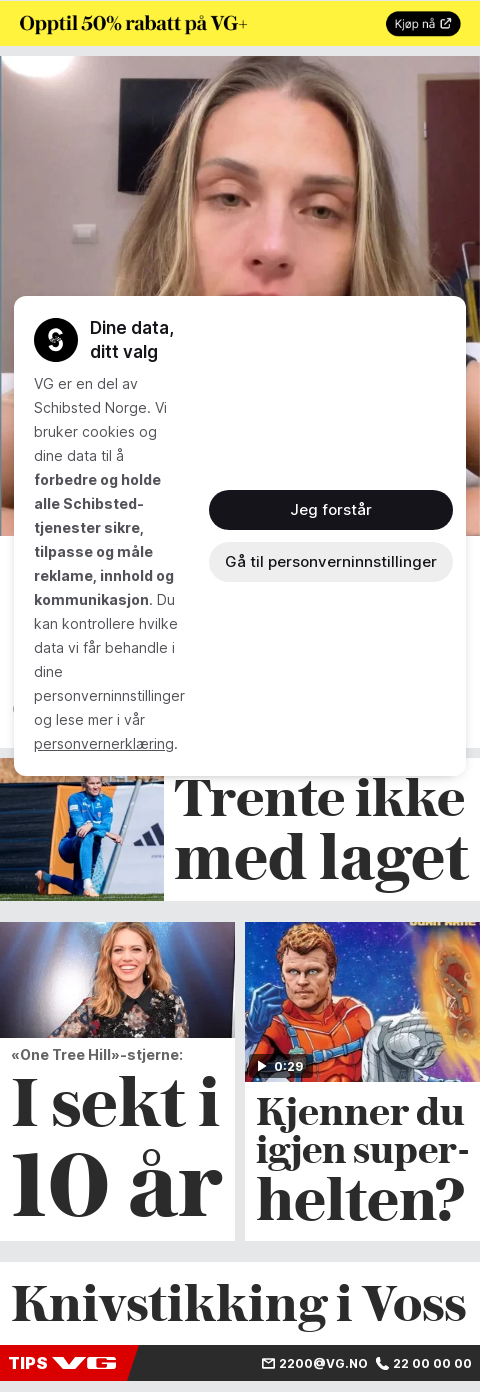 Opptil 50% rabatt på VG+
Kjøp nå
Dine data,
ditt valg
VG er en del av
Schibsted Norge. Vi
bruker cookies og
dine data til å
forbedre og holde
alle Schibsted-
tjenester sikre,
tilpasse og måle
reklame, innhold og
kommunikasjon. Du
kan kontrollere hvilke
data vi får behandle i
dine
personverninnstillinger
og lese mer i vår
personvernerklæring.
Jeg forstår
Gå til personverninnstillinger
Trente ikke
med laget
«One Tree Hill»-stjerne:
I sekt i
10 år
0:29
Kjenner du
igjen super-
helten?
Knivstikking i Voss
TIPS VG
2200@VG.NO
22 00 00 00